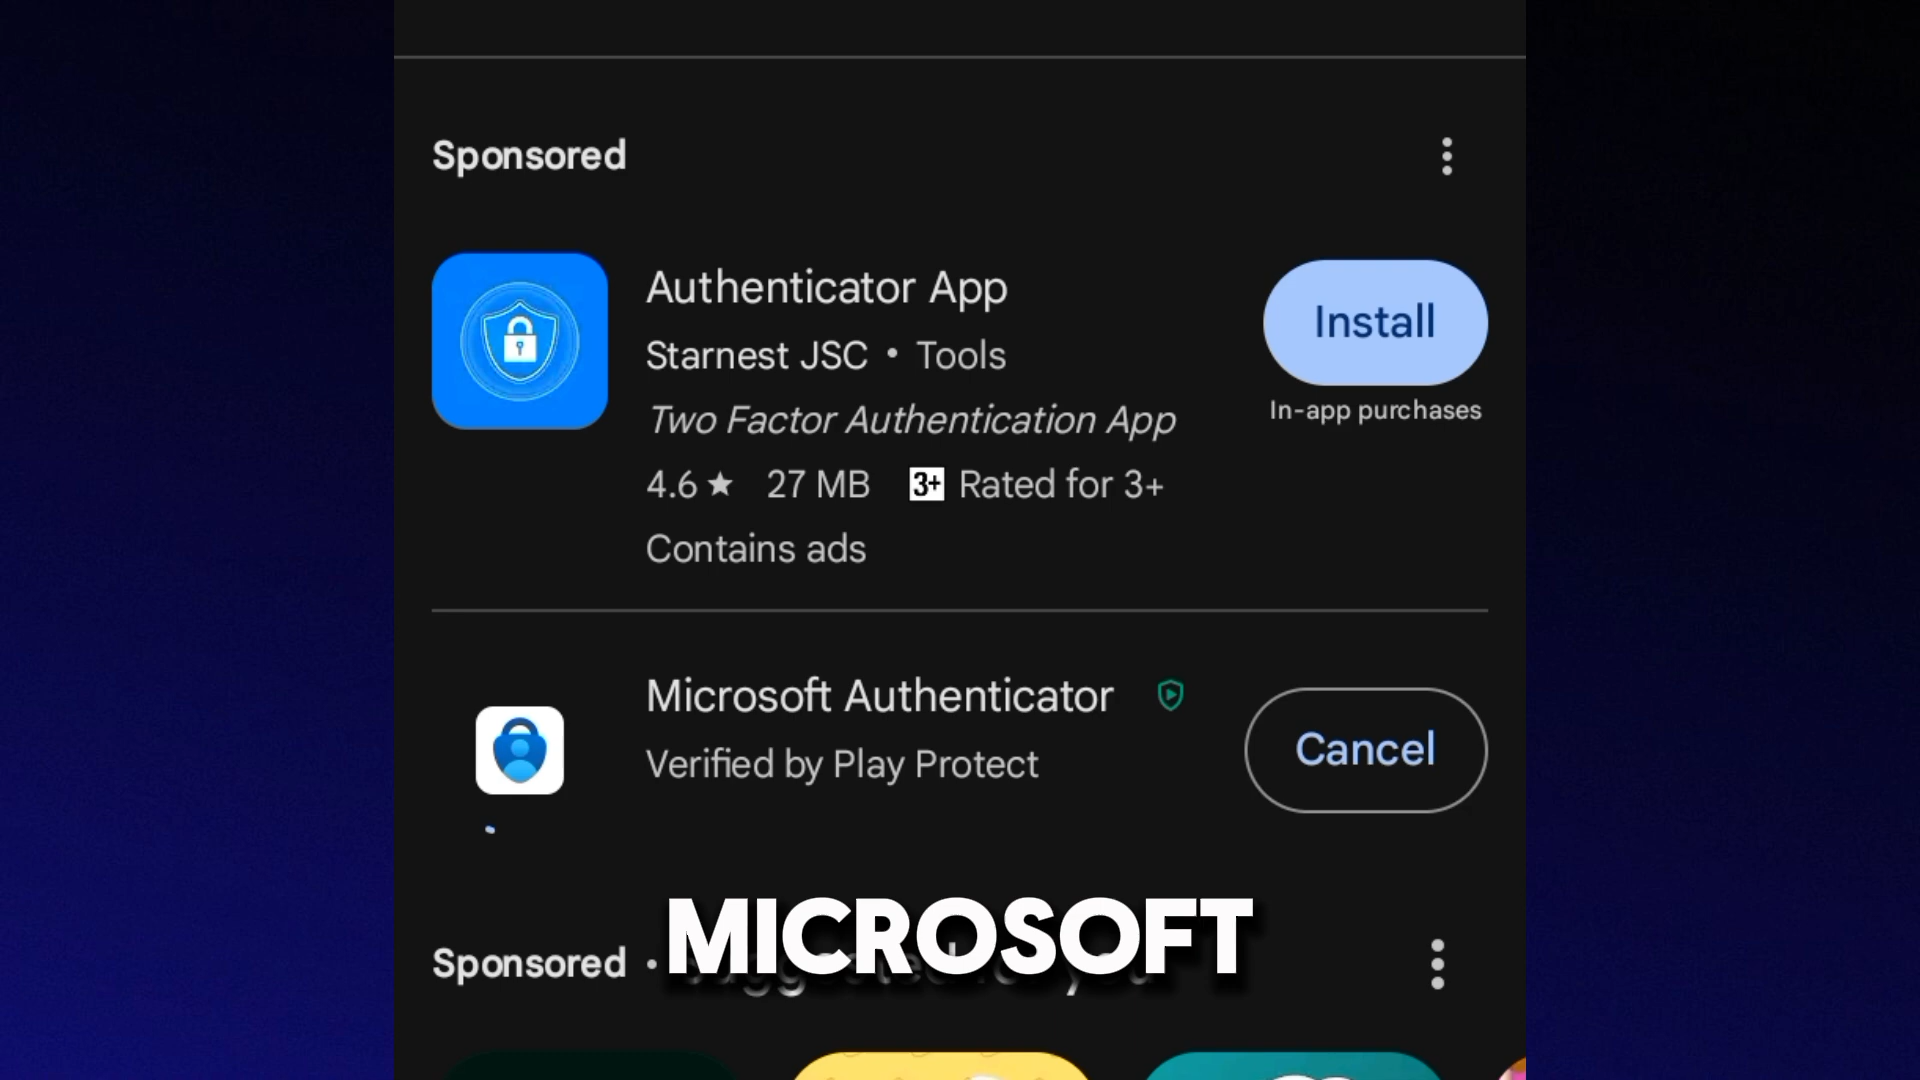 Sponsored
Authenticator App
Install
Starnest JSC • Tools
Two Factor Authentication App
In-app purchases
4.6 ★ 27 MB 3+ Rated for 3+
Contains ads
Microsoft Authenticator
Verified by Play Protect
Cancel
MICROSOFT
Sponsored •